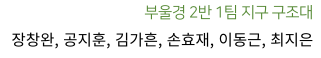 부울경 2반 1팀 지구 구조대
장창완, 공지훈, 김가흔, 손효재, 이동근, 최지은